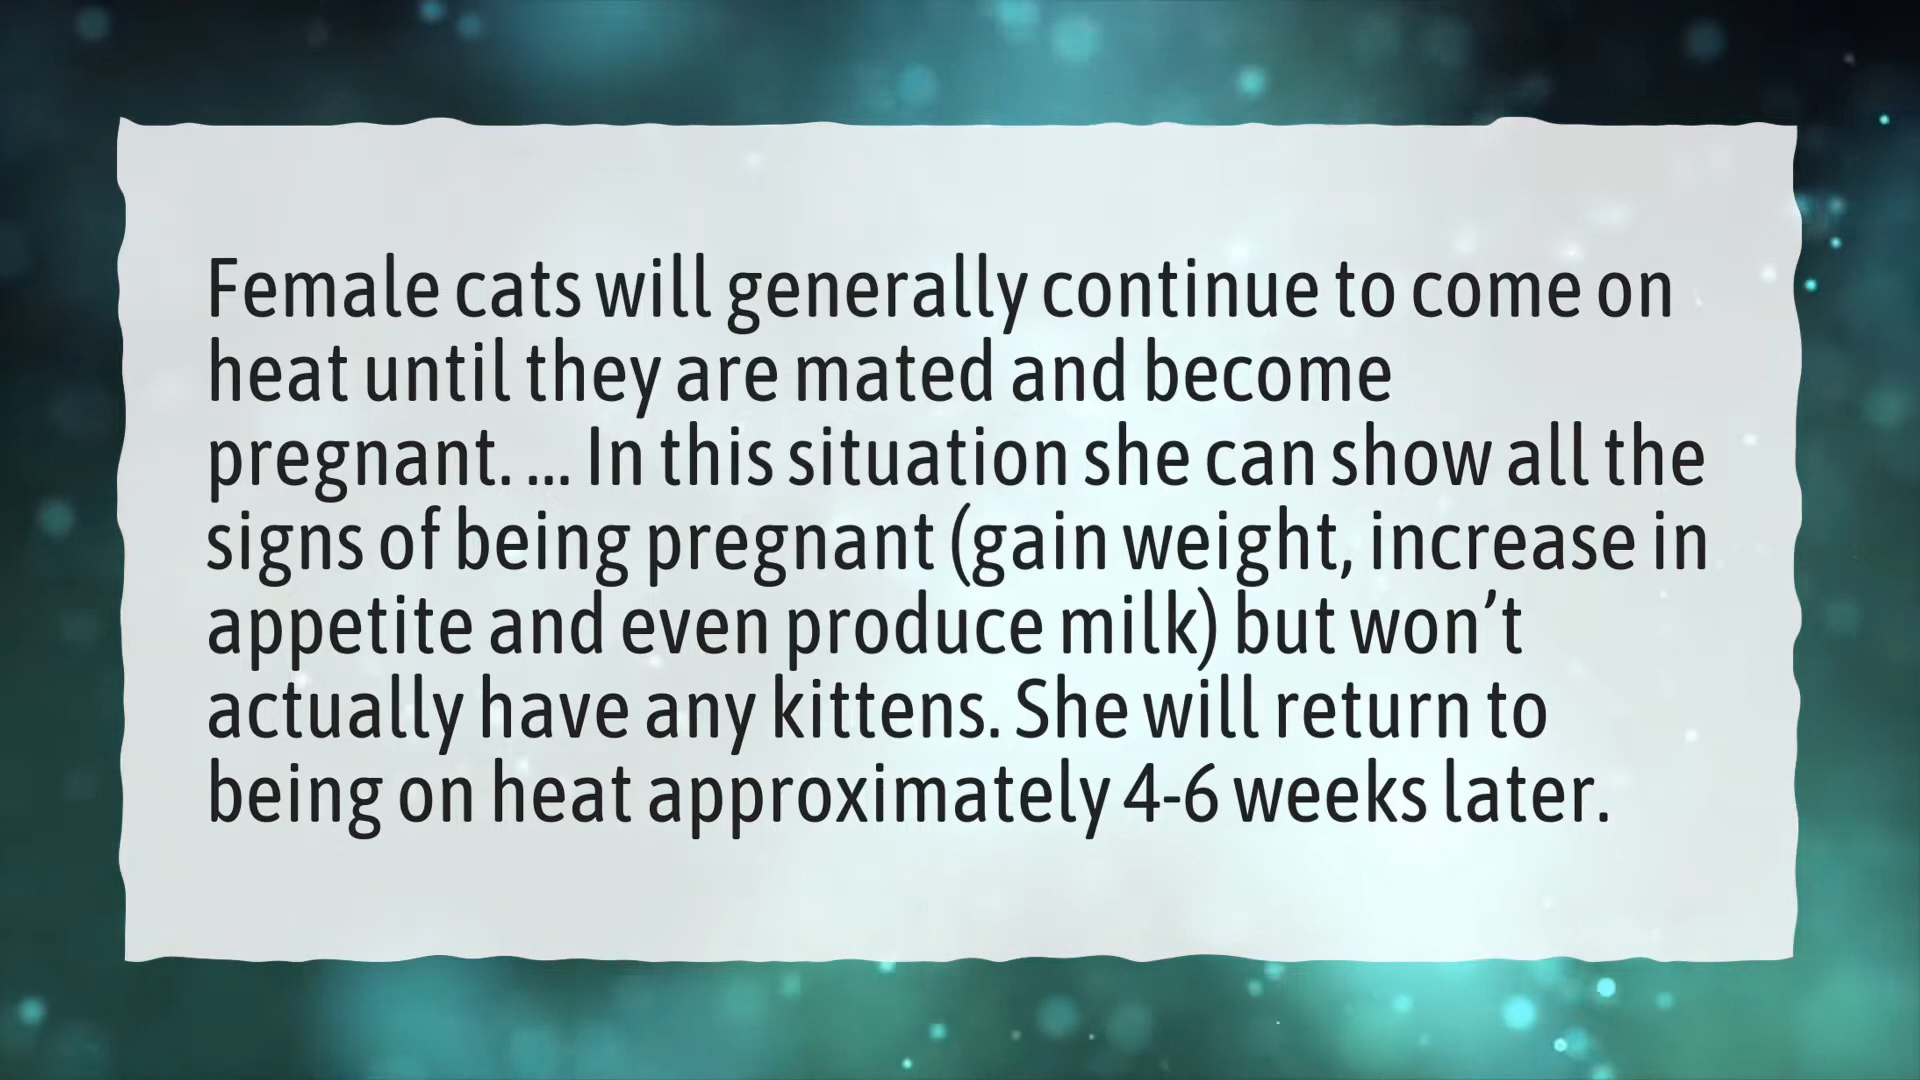 Female cats will generally continue to come on
heat until they are mated and become
pregnant. ... In this situation she can show all the
signs of being pregnant (gain weight, increase in
appetite and even produce milk) but won’t
actually have any kittens. She will return to
being on heat approximately 4-6 weeks later.